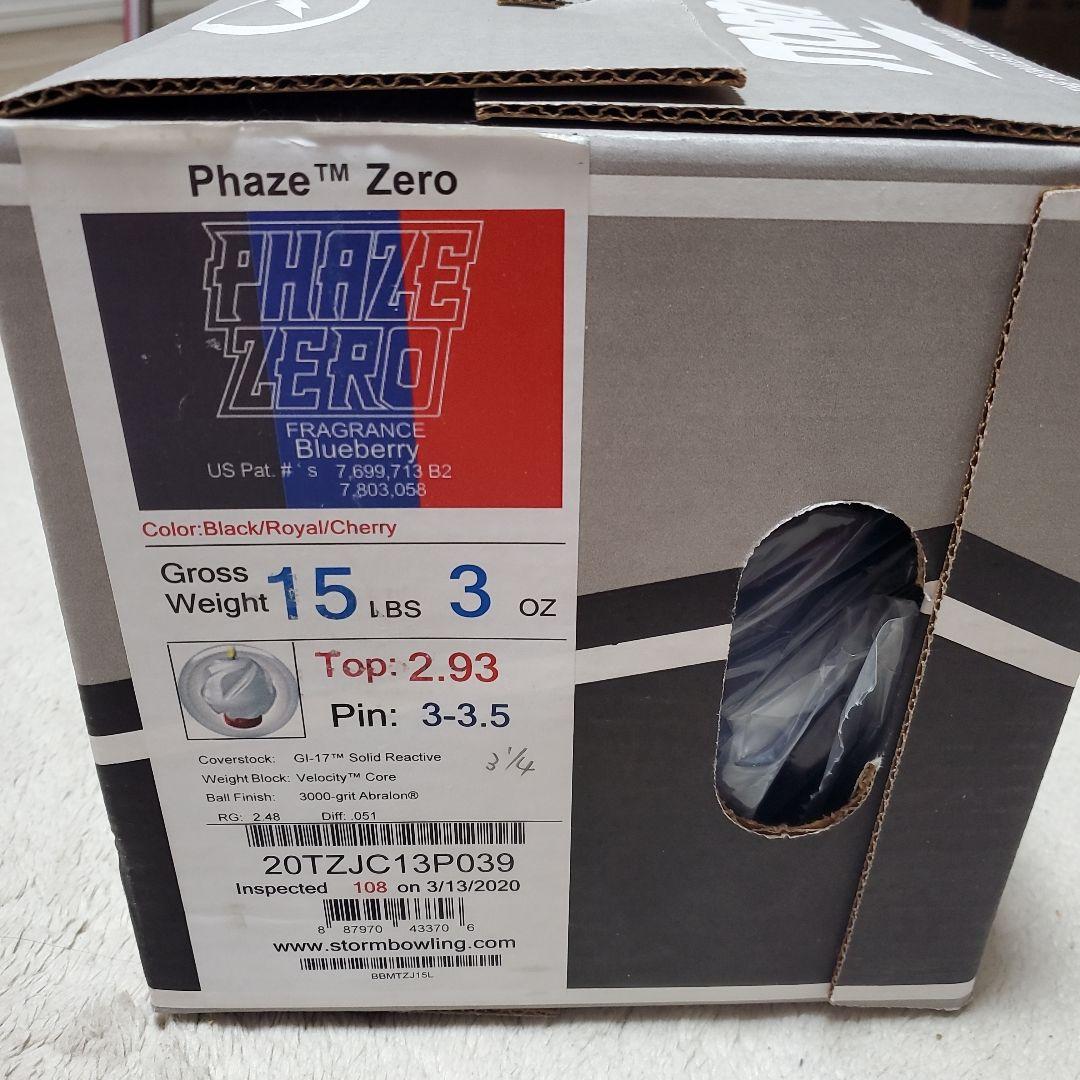 STORM
Phaze™ Zero
PHAZE
ZERO
FRAGRANCE
Blueberry
US Pat. #'s 7,699,713 B2
7,803,058
Color:Black/Royal/Cherry
Gross
Weight 15 LBS 3 OZ
Top: 2.93
Pin: 3-3.5
Coverstock: GI-17™ Solid Reactive
3 1/4
Weight Block: Velocity™ Core
Ball Finish: 3000-grit Abralon®
RG: 2.48 Diff: .051
20TZJC13P039
Inspected 108 on 3/13/2020
8 87970 43370 6
www.stormbowling.com
BBMTZJ15L